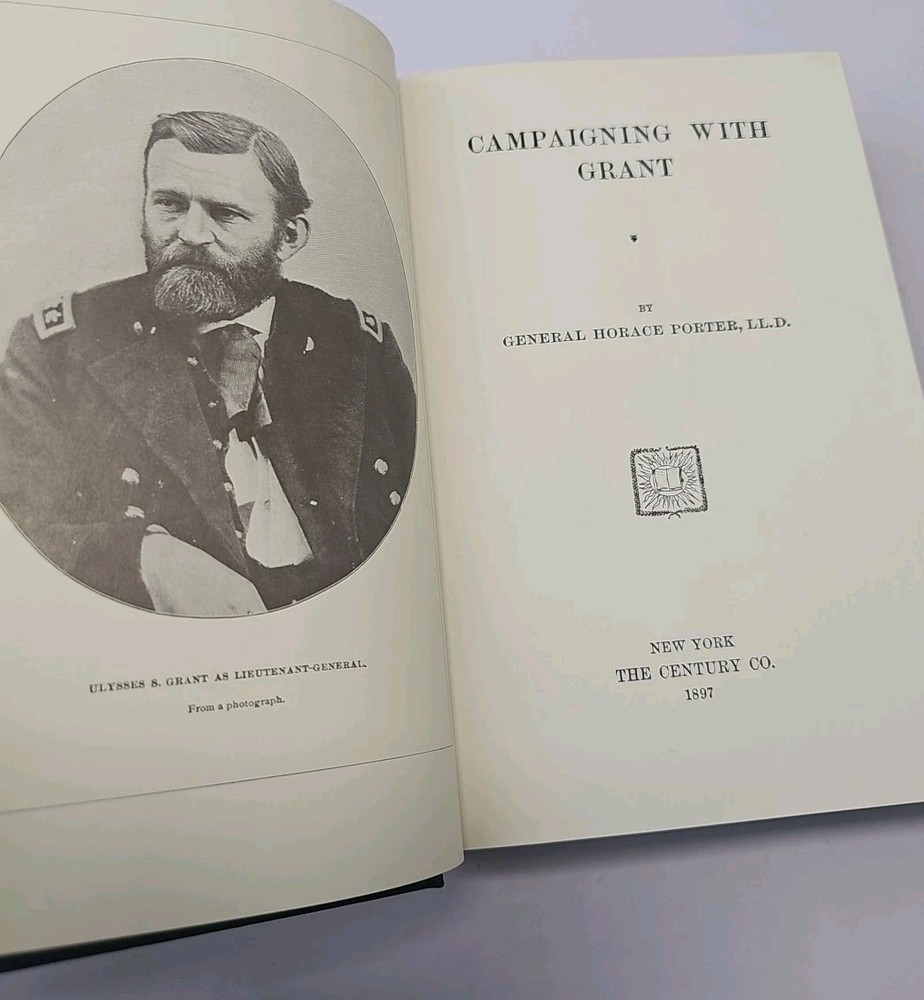 ULYSSES S. GRANT AS LIEUTENANT-GENERAL.
From a photograph.
CAMPAIGNING WITH
GRANT
BY
GENERAL HORACE PORTER, LL.D.
NEW YORK
THE CENTURY CO.
1897